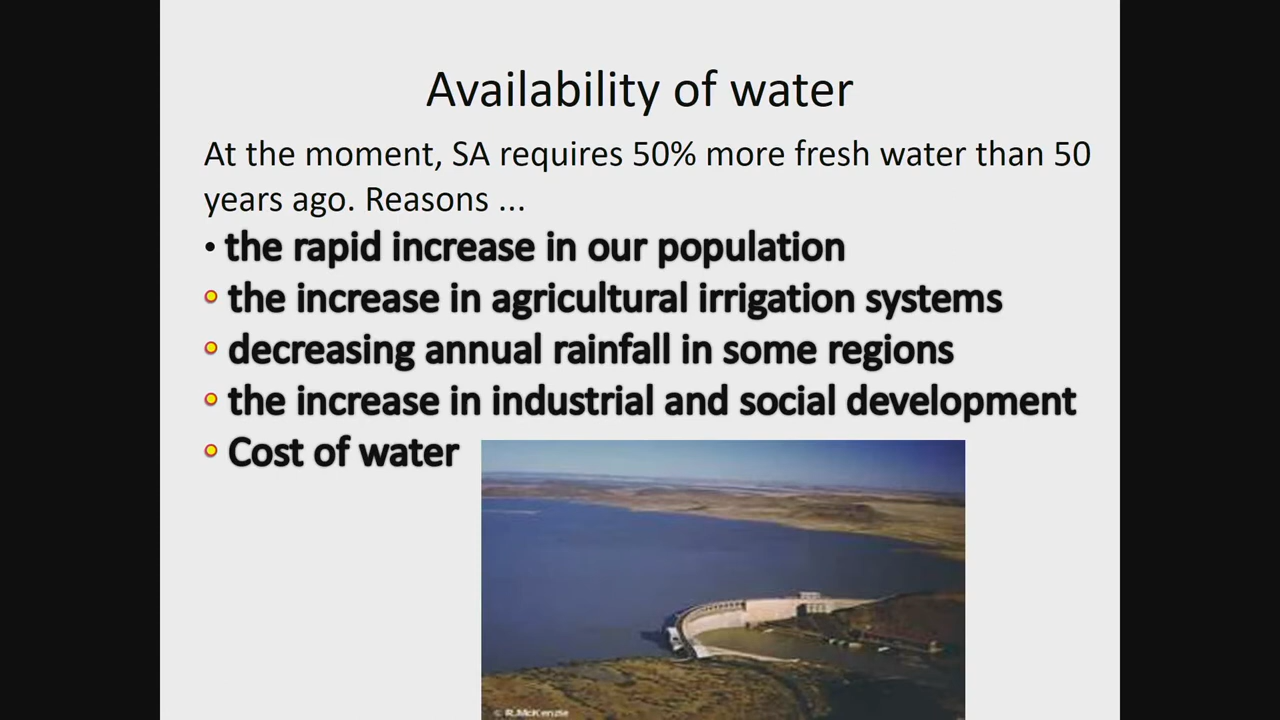 Availability of water
At the moment, SA requires 50% more fresh water than 50
years ago. Reasons ...
• the rapid increase in our population
the increase in agricultural irrigation systems
decreasing annual rainfall in some regions
the increase in industrial and social development
Cost of water
© R.McKenzie